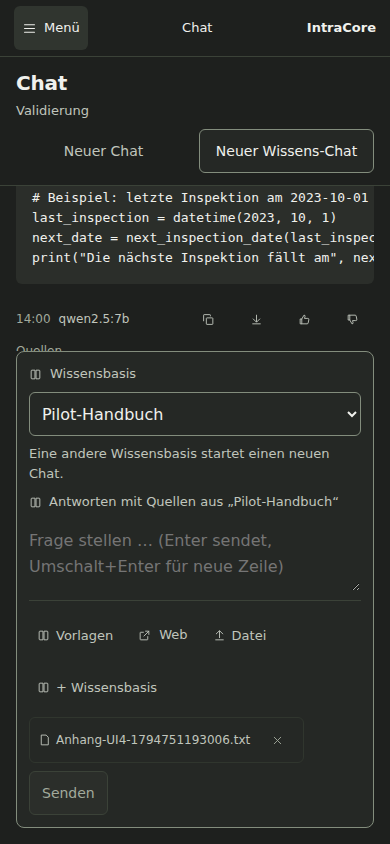 Menü
Chat
IntraCore
Chat
Validierung
Neuer Chat
Neuer Wissens-Chat
# Beispiel: letzte Inspektion am 2023-10-01
last_inspection = datetime(2023, 10, 1)
next_date = next_inspection_date(last_inspec
print("Die nächste Inspektion fällt am", nex
14:00 qwen2.5:7b
Quellen
Wissensbasis
Pilot-Handbuch
Eine andere Wissensbasis startet einen neuen
Chat.
Antworten mit Quellen aus „Pilot-Handbuch“
Frage stellen … (Enter sendet,
Umschalt+Enter für neue Zeile)
Vorlagen
Web
Datei
+ Wissensbasis
Anhang-UI4-1794751193006.txt
Senden